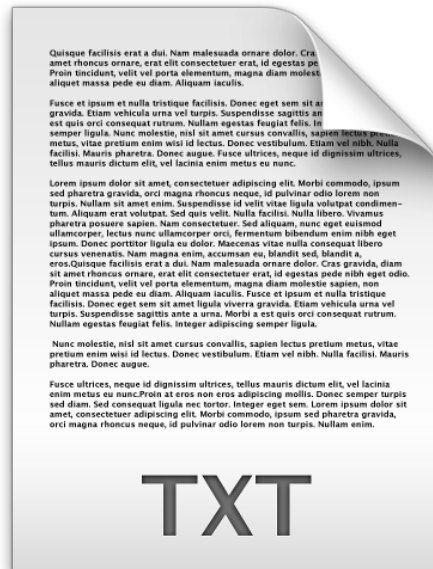 Quisque facilisis erat a dui. Nam malesuada ornare dolor. Cra
amet rhoncus ornare, erat elit consectetuer erat, id egestas pe
Proin tincidunt, velit vel porta elementum, magna diam molest
aliquet massa pede eu diam. Aliquam iaculis.
Fusce et ipsum et nulla tristique facilisis. Donec eget sem sit ar
gravida. Etiam vehicula urna vel turpis. Suspendisse sagittis an
est quis orci consequat rutrum. Nullam egestas feugiat felis. In
semper ligula. Nunc molestie, nisl sit amet cursus convallis, sapien lectus pretium
metus, vitae pretium enim wisi id lectus. Donec vestibulum. Etiam vel nibh. Nulla
facilisi. Mauris pharetra. Donec augue. Fusce ultrices, neque id dignissim ultrices,
tellus mauris dictum elit, vel lacinia enim metus eu nunc.
Lorem ipsum dolor sit amet, consectetuer adipiscing elit. Morbi commodo, ipsum
sed pharetra gravida, orci magna rhoncus neque, id pulvinar odio lorem non
turpis. Nullam sit amet enim. Suspendisse id velit vitae ligula volutpat condimen-
tum. Aliquam erat volutpat. Sed quis velit. Nulla facilisi. Nulla libero. Vivamus
pharetra posuere sapien. Nam consectetuer. Sed aliquam, nunc eget euismod
ullamcorper, lectus nunc ullamcorper orci, fermentum bibendum enim nibh eget
ipsum. Donec porttitor ligula eu dolor. Maecenas vitae nulla consequat libero
cursus venenatis. Nam magna enim, accumsan eu, blandit sed, blandit a,
eros.Quisque facilisis erat a dui. Nam malesuada ornare dolor. Cras gravida, diam
sit amet rhoncus ornare, erat elit consectetuer erat, id egestas pede nibh eget odio.
Proin tincidunt, velit vel porta elementum, magna diam molestie sapien, non
aliquet massa pede eu diam. Aliquam iaculis. Fusce et ipsum et nulla tristique
facilisis. Donec eget sem sit amet ligula viverra gravida. Etiam vehicula urna vel
turpis. Suspendisse sagittis ante a urna. Morbi a est quis orci consequat rutrum.
Nullam egestas feugiat felis. Integer adipiscing semper ligula.
Nunc molestie, nisl sit amet cursus convallis, sapien lectus pretium metus, vitae
pretium enim wisi id lectus. Donec vestibulum. Etiam vel nibh. Nulla facilisi. Mauris
pharetra. Donec augue.
Fusce ultrices, neque id dignissim ultrices, tellus mauris dictum elit, vel lacinia
enim metus eu nunc.Proin at eros non eros adipiscing mollis. Donec semper turpis
sed diam. Sed consequat ligula nec tortor. Integer eget sem. Lorem ipsum dolor sit
amet, consectetuer adipiscing elit. Morbi commodo, ipsum sed pharetra gravida,
orci magna rhoncus neque, id pulvinar odio lorem non turpis. Nullam enim.
TXT